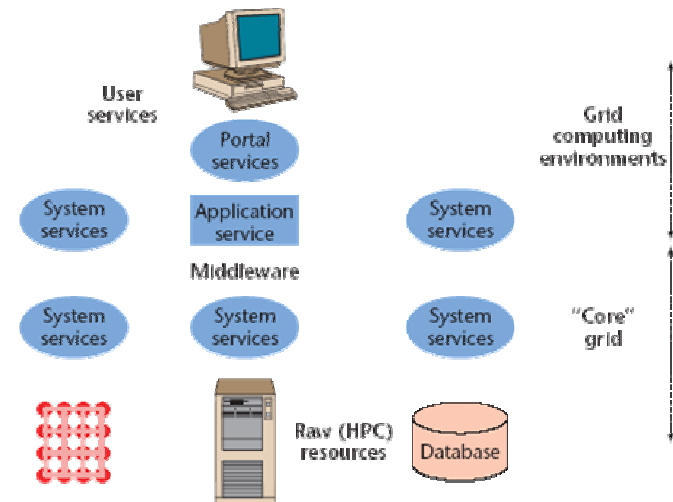 User
services
Portal
services
Grid
computing
environments
System
services
Application
service
System
services
Middleware
System
services
System
services
System
services
"Core"
grid
Raw (HPC)
resources
Database